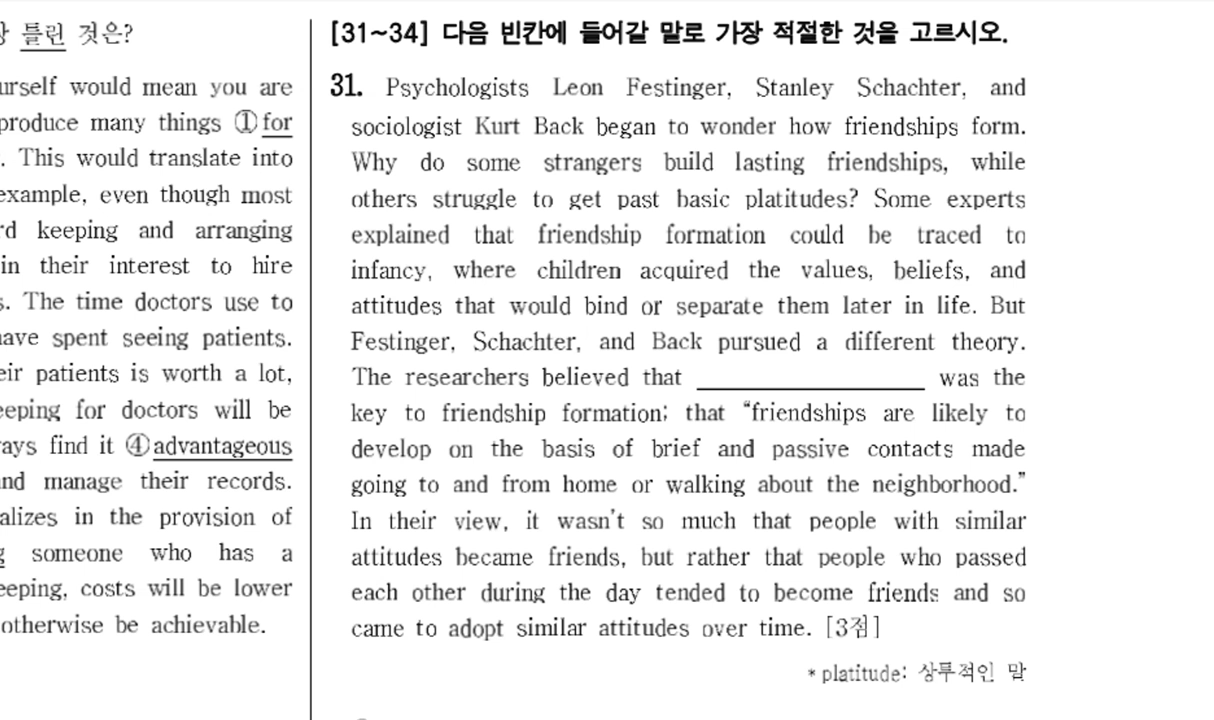 장 틀린 것은?
urself would mean you are
produce many things ①for
. This would translate into
example, even though most
rd keeping and arranging
in their interest to hire
s. The time doctors use to
have spent seeing patients.
eir patients is worth a lot,
eeping for doctors will be
ways find it ④advantageous
and manage their records.
alizes in the provision of
g someone who has a
eeping, costs will be lower
otherwise be achievable.
[31~34] 다음 빈칸에 들어갈 말로 가장 적절한 것을 고르시오.
31. Psychologists Leon Festinger, Stanley Schachter, and
sociologist Kurt Back began to wonder how friendships form.
Why do some strangers build lasting friendships, while
others struggle to get past basic platitudes? Some experts
explained that friendship formation could be traced to
infancy, where children acquired the values, beliefs, and
attitudes that would bind or separate them later in life. But
Festinger, Schachter, and Back pursued a different theory.
The researchers believed that ____________ was the
key to friendship formation; that “friendships are likely to
develop on the basis of brief and passive contacts made
going to and from home or walking about the neighborhood.”
In their view, it wasn't so much that people with similar
attitudes became friends, but rather that people who passed
each other during the day tended to become friends and so
came to adopt similar attitudes over time. [3점]
* platitude: 상투적인 말